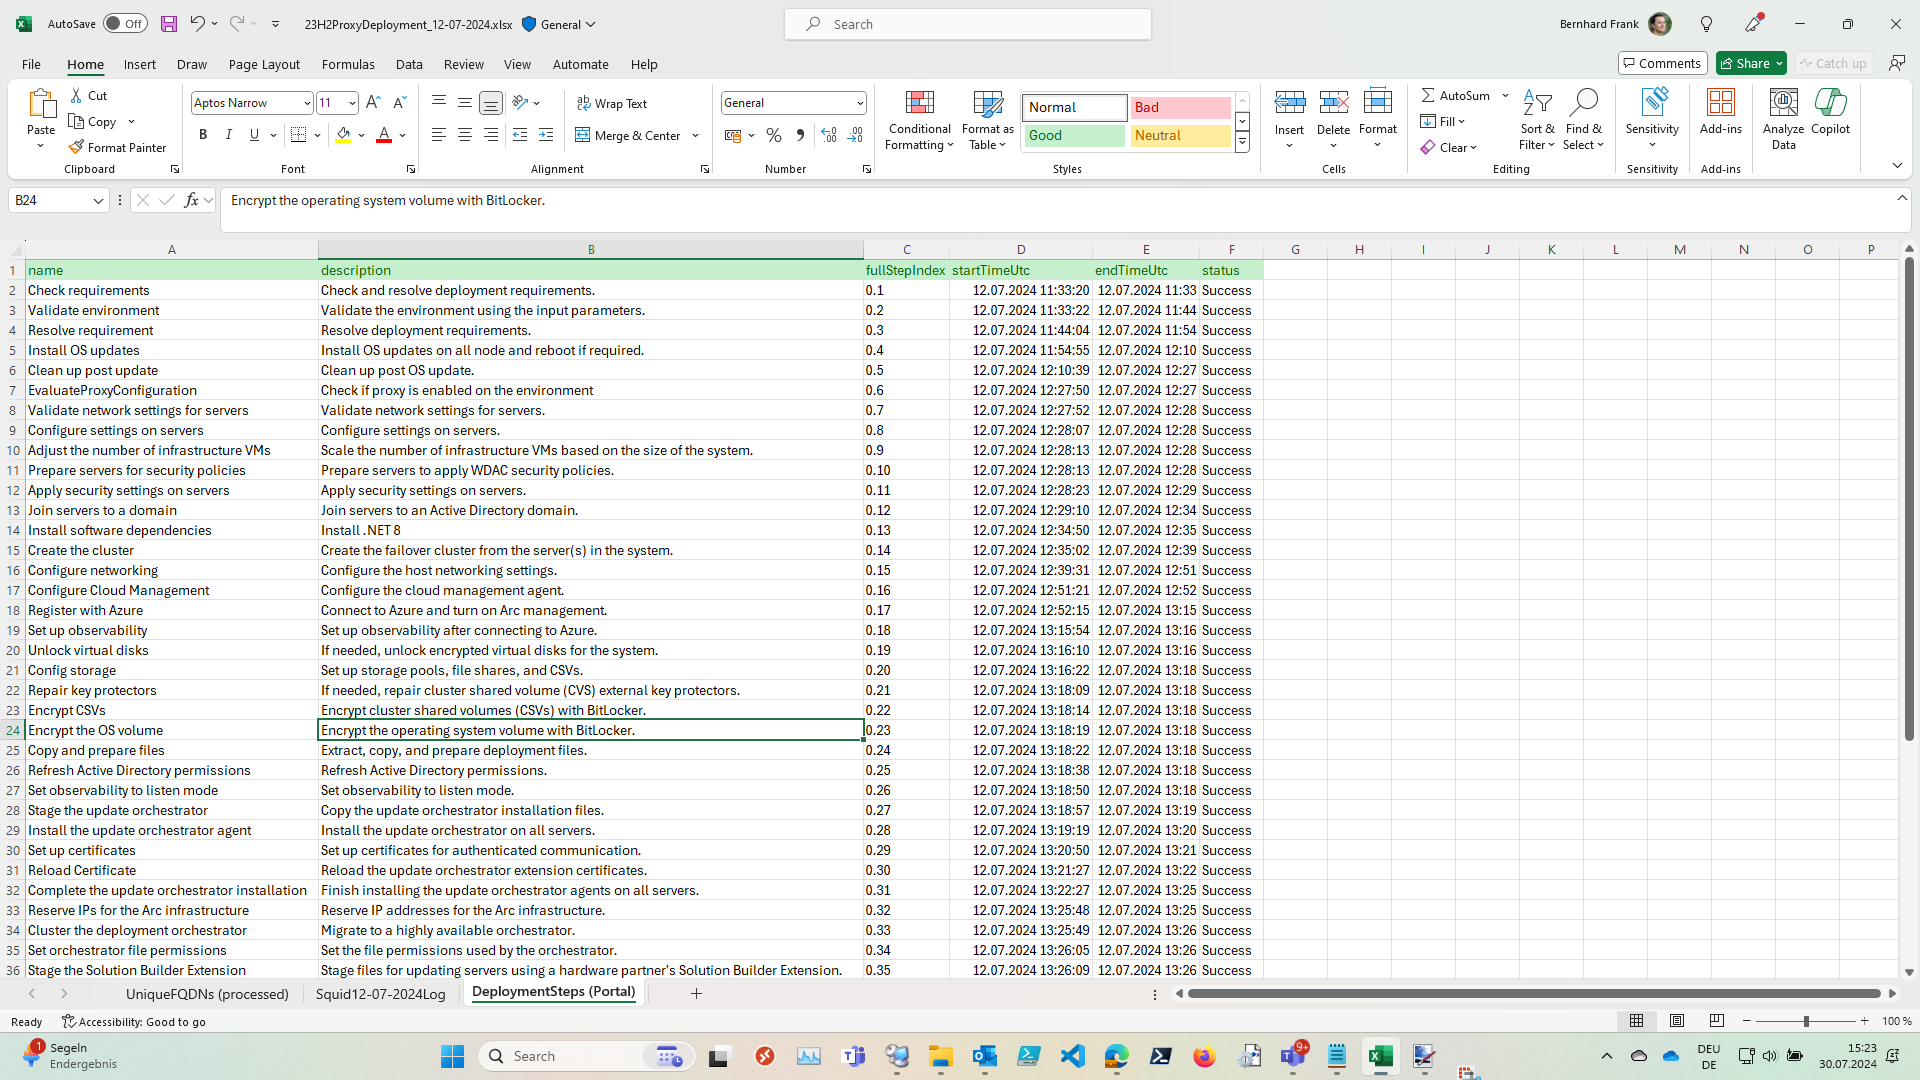 AutoSave Off 23H2ProxyDeployment_12-07-2024.xlsx General Search Bernhard Frank
File Home Insert Draw Page Layout Formulas Data Review View Automate Help Comments Share Catch up
Paste Cut Copy Format Painter Clipboard
Aptos Narrow 11 B I U A Font
Wrap Text Merge & Center Alignment
General % Number
Conditional Formatting Format as Table Normal Bad Good Neutral Styles
Insert Delete Format Cells
AutoSum Fill Clear Sort & Filter Find & Select Editing
Sensitivity Sensitivity
Add-ins Add-ins
Analyze Data Copilot
B24 fx Encrypt the operating system volume with BitLocker.
A B C D E F G H I J K L M N O P
1 name description fullStepIndex startTimeUtc endTimeUtc status
2 Check requirements Check and resolve deployment requirements. 0.1 12.07.2024 11:33:20 12.07.2024 11:33 Success
3 Validate environment Validate the environment using the input parameters. 0.2 12.07.2024 11:33:22 12.07.2024 11:44 Success
4 Resolve requirement Resolve deployment requirements. 0.3 12.07.2024 11:44:04 12.07.2024 11:54 Success
5 Install OS updates Install OS updates on all node and reboot if required. 0.4 12.07.2024 11:54:55 12.07.2024 12:10 Success
6 Clean up post update Clean up post OS update. 0.5 12.07.2024 12:10:39 12.07.2024 12:27 Success
7 EvaluateProxyConfiguration Check if proxy is enabled on the environment 0.6 12.07.2024 12:27:50 12.07.2024 12:27 Success
8 Validate network settings for servers Validate network settings for servers. 0.7 12.07.2024 12:27:52 12.07.2024 12:28 Success
9 Configure settings on servers Configure settings on servers. 0.8 12.07.2024 12:28:07 12.07.2024 12:28 Success
10 Adjust the number of infrastructure VMs Scale the number of infrastructure VMs based on the size of the system. 0.9 12.07.2024 12:28:13 12.07.2024 12:28 Success
11 Prepare servers for security policies Prepare servers to apply WDAC security policies. 0.10 12.07.2024 12:28:13 12.07.2024 12:28 Success
12 Apply security settings on servers Apply security settings on servers. 0.11 12.07.2024 12:28:23 12.07.2024 12:29 Success
13 Join servers to a domain Join servers to an Active Directory domain. 0.12 12.07.2024 12:29:10 12.07.2024 12:34 Success
14 Install software dependencies Install .NET 8 0.13 12.07.2024 12:34:50 12.07.2024 12:35 Success
15 Create the cluster Create the failover cluster from the server(s) in the system. 0.14 12.07.2024 12:35:02 12.07.2024 12:39 Success
16 Configure networking Configure the host networking settings. 0.15 12.07.2024 12:39:31 12.07.2024 12:51 Success
17 Configure Cloud Management Configure the cloud management agent. 0.16 12.07.2024 12:51:21 12.07.2024 12:52 Success
18 Register with Azure Connect to Azure and turn on Arc management. 0.17 12.07.2024 12:52:15 12.07.2024 13:15 Success
19 Set up observability Set up observability after connecting to Azure. 0.18 12.07.2024 13:15:54 12.07.2024 13:16 Success
20 Unlock virtual disks If needed, unlock encrypted virtual disks for the system. 0.19 12.07.2024 13:16:10 12.07.2024 13:16 Success
21 Config storage Set up storage pools, file shares, and CSVs. 0.20 12.07.2024 13:16:22 12.07.2024 13:18 Success
22 Repair key protectors If needed, repair cluster shared volume (CVS) external key protectors. 0.21 12.07.2024 13:18:09 12.07.2024 13:18 Success
23 Encrypt CSVs Encrypt cluster shared volumes (CSVs) with BitLocker. 0.22 12.07.2024 13:18:14 12.07.2024 13:18 Success
24 Encrypt the OS volume Encrypt the operating system volume with BitLocker. 0.23 12.07.2024 13:18:19 12.07.2024 13:18 Success
25 Copy and prepare files Extract, copy, and prepare deployment files. 0.24 12.07.2024 13:18:22 12.07.2024 13:18 Success
26 Refresh Active Directory permissions Refresh Active Directory permissions. 0.25 12.07.2024 13:18:38 12.07.2024 13:18 Success
27 Set observability to listen mode Set observability to listen mode. 0.26 12.07.2024 13:18:50 12.07.2024 13:18 Success
28 Stage the update orchestrator Copy the update orchestrator installation files. 0.27 12.07.2024 13:18:57 12.07.2024 13:19 Success
29 Install the update orchestrator agent Install the update orchestrator on all servers. 0.28 12.07.2024 13:19:19 12.07.2024 13:20 Success
30 Set up certificates Set up certificates for authenticated communication. 0.29 12.07.2024 13:20:50 12.07.2024 13:21 Success
31 Reload Certificate Reload the update orchestrator extension certificates. 0.30 12.07.2024 13:21:27 12.07.2024 13:22 Success
32 Complete the update orchestrator installation Finish installing the update orchestrator agents on all servers. 0.31 12.07.2024 13:22:27 12.07.2024 13:25 Success
33 Reserve IPs for the Arc infrastructure Reserve IP addresses for the Arc infrastructure. 0.32 12.07.2024 13:25:48 12.07.2024 13:25 Success
34 Cluster the deployment orchestrator Migrate to a highly available orchestrator. 0.33 12.07.2024 13:25:49 12.07.2024 13:26 Success
35 Set orchestrator file permissions Set the file permissions used by the orchestrator. 0.34 12.07.2024 13:26:05 12.07.2024 13:26 Success
36 Stage the Solution Builder Extension Stage files for updating servers using a hardware partner's Solution Builder Extension. 0.35 12.07.2024 13:26:09 12.07.2024 13:26 Success
UniqueFQDNs (processed) Squid12-07-2024Log DeploymentSteps (Portal)
Ready Accessibility: Good to go 100 %
1 Segeln Endergebnis Search 9+ DEU DE 15:23 30.07.2024